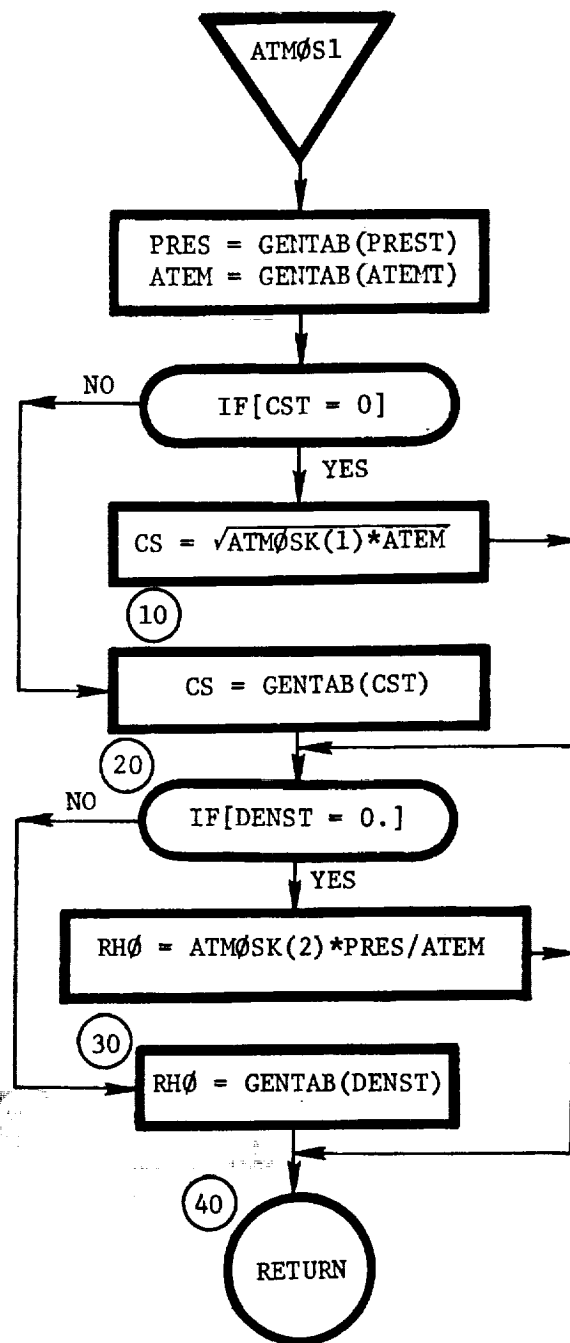 ATMØS1
PRES = GENTAB(PREST)
ATEM = GENTAB(ATEMT)
NO
IF[CST = 0]
YES
CS = √ATMØSK(1)*ATEM
10
CS = GENTAB(CST)
20
NO
IF[DENST = 0.]
YES
RHØ = ATMØSK(2)*PRES/ATEM
30
RHØ = GENTAB(DENST)
40
RETURN